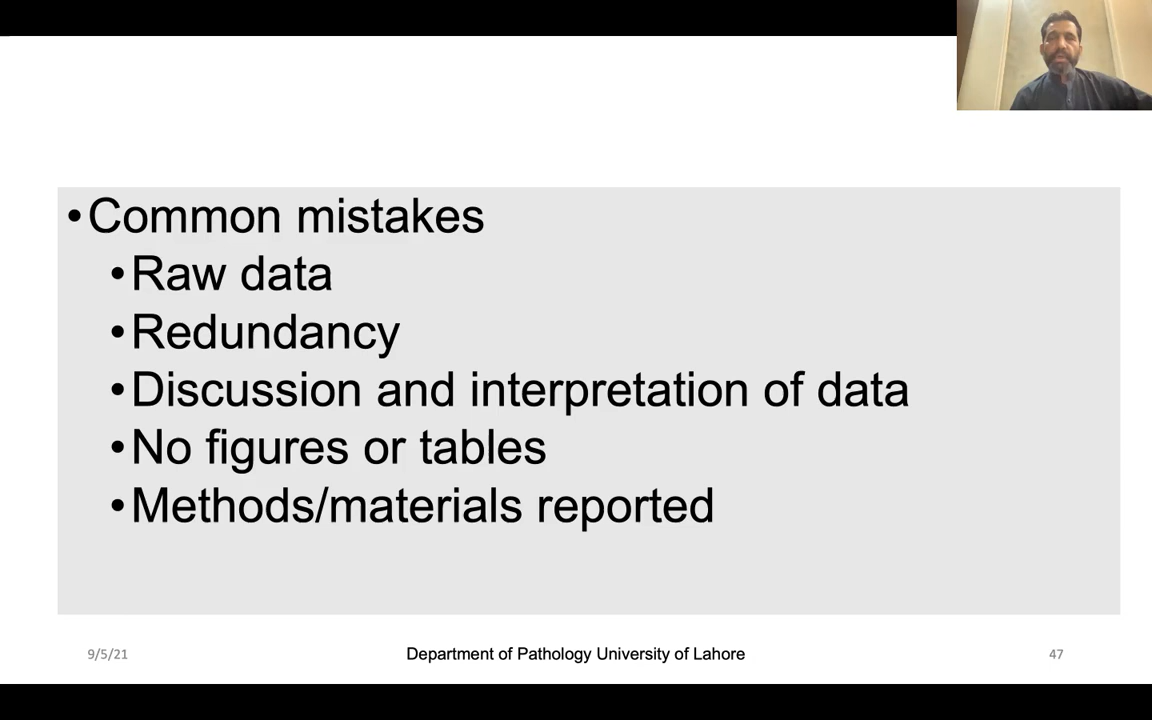 •Common mistakes
•Raw data
•Redundancy
•Discussion and interpretation of data
•No figures or tables
•Methods/materials reported
9/5/21 Department of Pathology University of Lahore 47